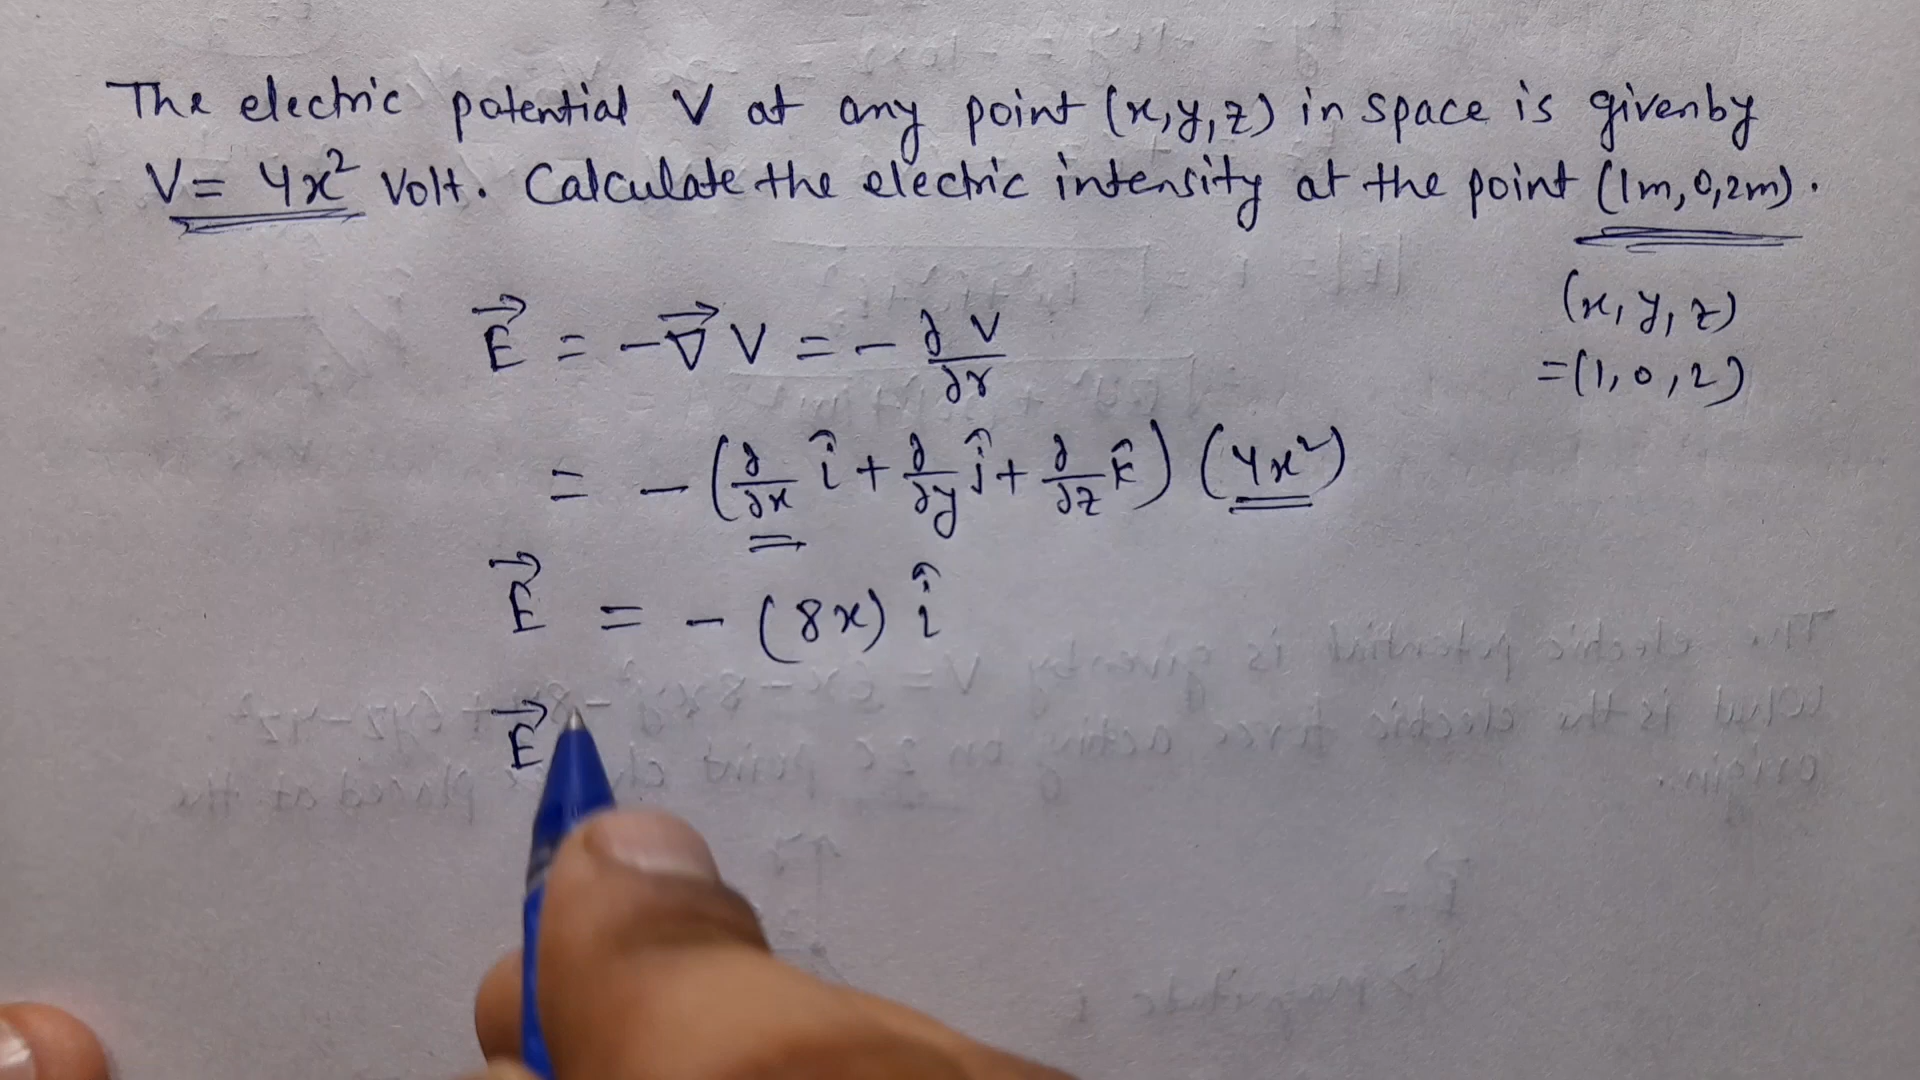 The electric potential V at any point (x,y,z) in space is given by
V = 4x² Volt. Calculate the electric intensity at the point (1m,0,2m).
(x, y, z)
= (1, 0, 2)
E⃗ = -∇⃗ V = - ∂V/∂r
= - (∂/∂x î + ∂/∂y ĵ + ∂/∂z k̂) (4x²)
E⃗ = - (8x) î
E⃗